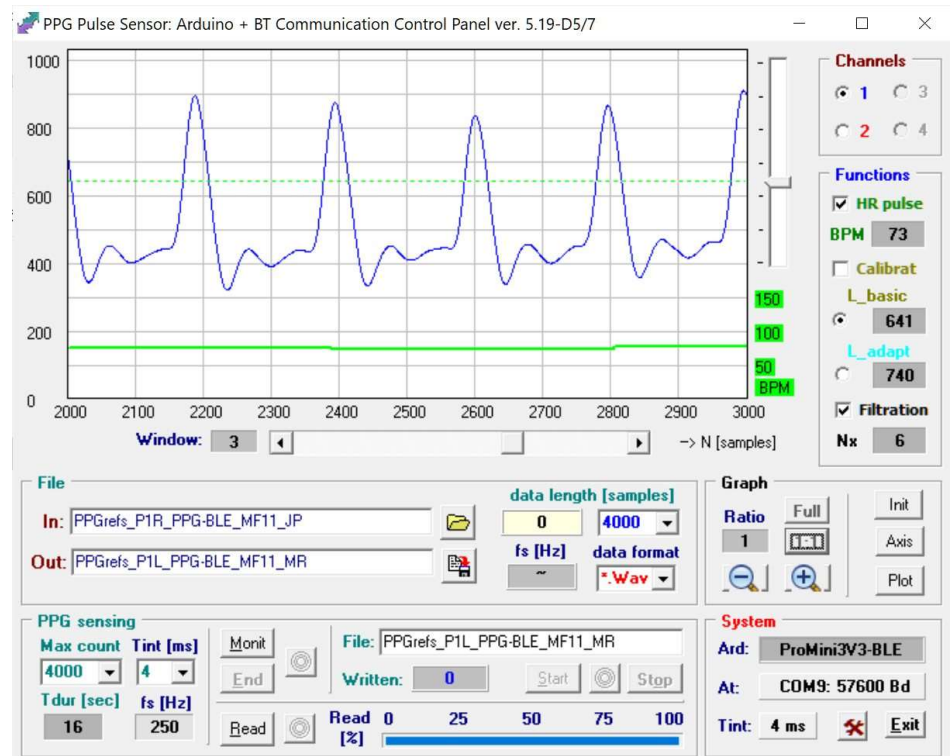 PPG Pulse Sensor: Arduino + BT Communication Control Panel ver. 5.19-D5/7
1000
800
600
400
200
0
2000 2100 2200 2300 2400 2500 2600 2700 2800 2900 3000
150
100
50
BPM
Window: 3 -> N [samples]
Channels
1 3
2 4
Functions
HR pulse
BPM 73
Calibrat
L_basic
641
L_adapt
740
Filtration
Nx 6
File
In: PPGrefs_P1R_PPG-BLE_MF11_JP
Out: PPGrefs_P1L_PPG-BLE_MF11_MR
data length [samples]
0 4000
fs [Hz] data format
~ *.Wav
Graph
Ratio Full Init
1 1:1 Axis
Plot
PPG sensing
Max count Tint [ms]
4000 4
Tdur [sec] fs [Hz]
16 250
Monit
End
Read
File: PPGrefs_P1L_PPG-BLE_MF11_MR
Written: 0 Start Stop
Read [%] 0 25 50 75 100
System
Ard: ProMini3V3-BLE
At: COM9: 57600 Bd
Tint: 4 ms Exit